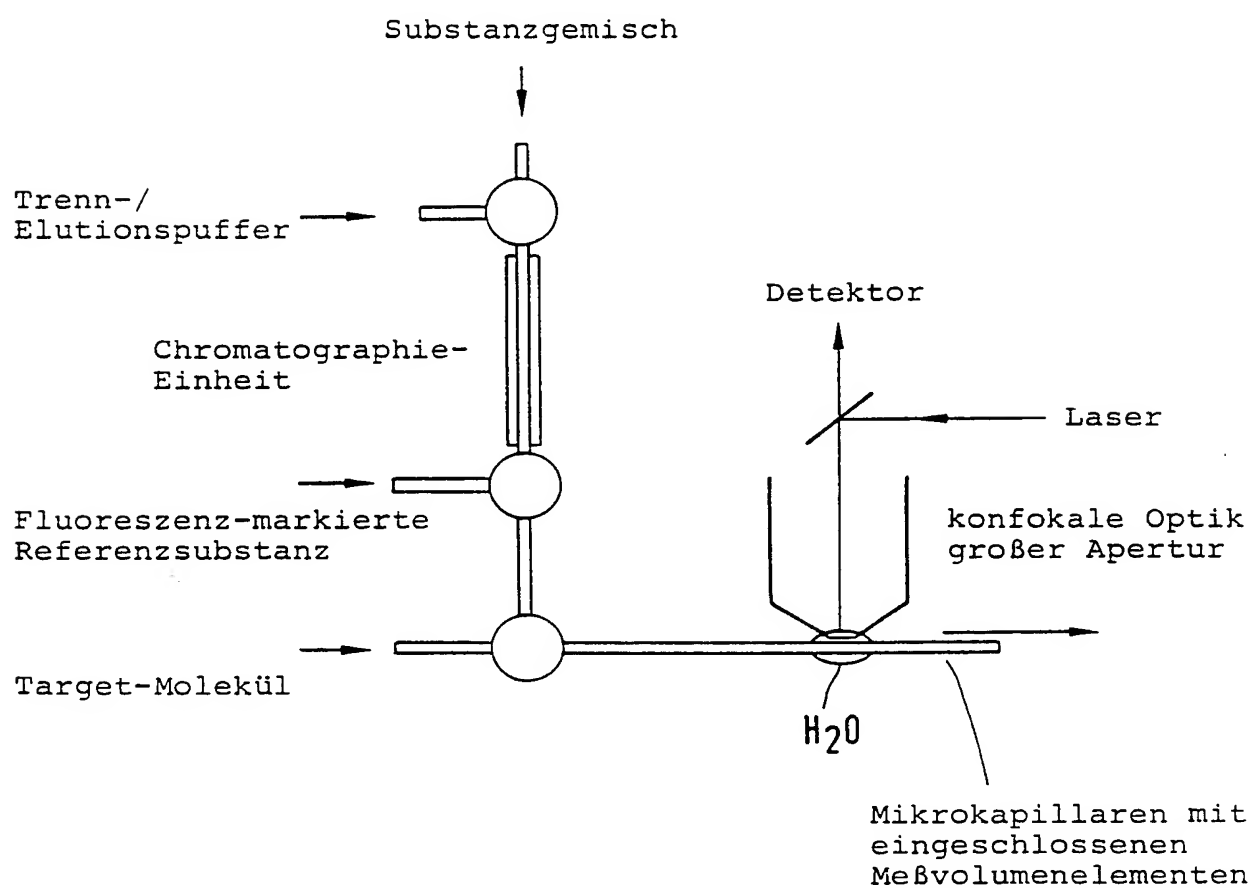 Substanzgemisch
Trenn-/
Elutionspuffer
Detektor
Chromatographie-
Einheit
Laser
Fluoreszenz-markierte
Referenzsubstanz
konfokale Optik
großer Apertur
Target-Molekül
H2O
Mikrokapillaren mit
eingeschlossenen
Meßvolumenelementen